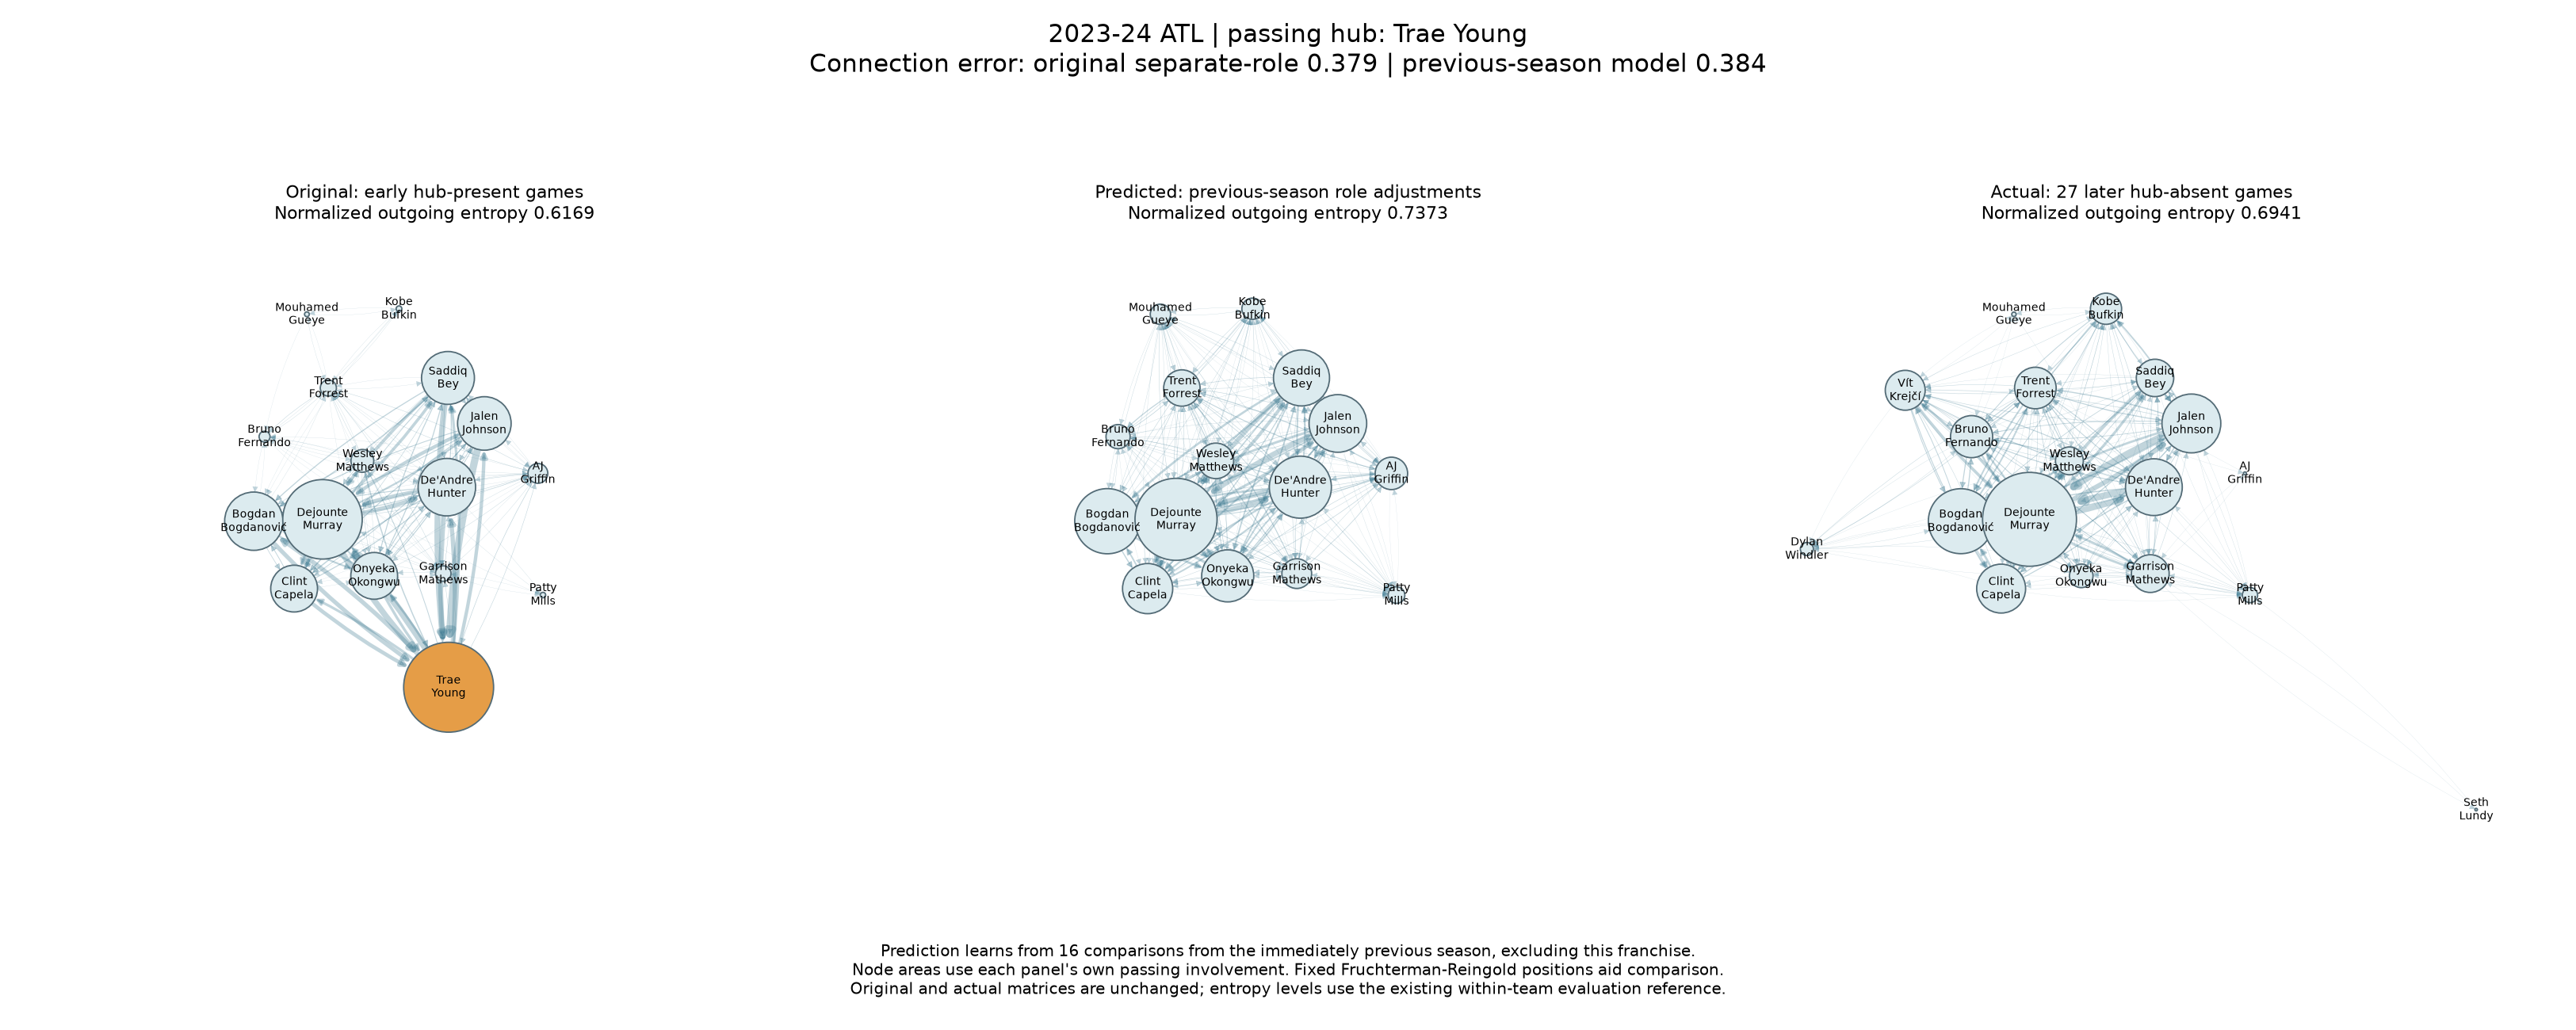 2023-24 ATL | passing hub: Trae Young
Connection error: original separate-role 0.379 | previous-season model 0.384
Original: early hub-present games
Normalized outgoing entropy 0.6169
Mouhamed
Gueye
Kobe
Bufkin
Saddiq
Bey
Trent
Forrest
Jalen
Johnson
Bruno
Fernando
Wesley
Matthews
AJ
Griffin
De'Andre
Hunter
Bogdan
Bogdanović
Dejounte
Murray
Clint
Capela
Onyeka
Okongwu
Garrison
Mathews
Patty
Mills
Trae
Young
Predicted: previous-season role adjustments
Normalized outgoing entropy 0.7373
Mouhamed
Gueye
Kobe
Bufkin
Saddiq
Bey
Trent
Forrest
Jalen
Johnson
Bruno
Fernando
Wesley
Matthews
AJ
Griffin
De'Andre
Hunter
Bogdan
Bogdanović
Dejounte
Murray
Clint
Capela
Onyeka
Okongwu
Garrison
Mathews
Patty
Mills
Actual: 27 later hub-absent games
Normalized outgoing entropy 0.6941
Mouhamed
Gueye
Kobe
Bufkin
Vít
Krejčí
Trent
Forrest
Saddiq
Bey
Jalen
Johnson
Bruno
Fernando
Wesley
Matthews
AJ
Griffin
De'Andre
Hunter
Bogdan
Bogdanović
Dejounte
Murray
Dylan
Windler
Clint
Capela
Onyeka
Okongwu
Garrison
Mathews
Patty
Mills
Seth
Lundy
Prediction learns from 16 comparisons from the immediately previous season, excluding this franchise.
Node areas use each panel's own passing involvement. Fixed Fruchterman-Reingold positions aid comparison.
Original and actual matrices are unchanged; entropy levels use the existing within-team evaluation reference.